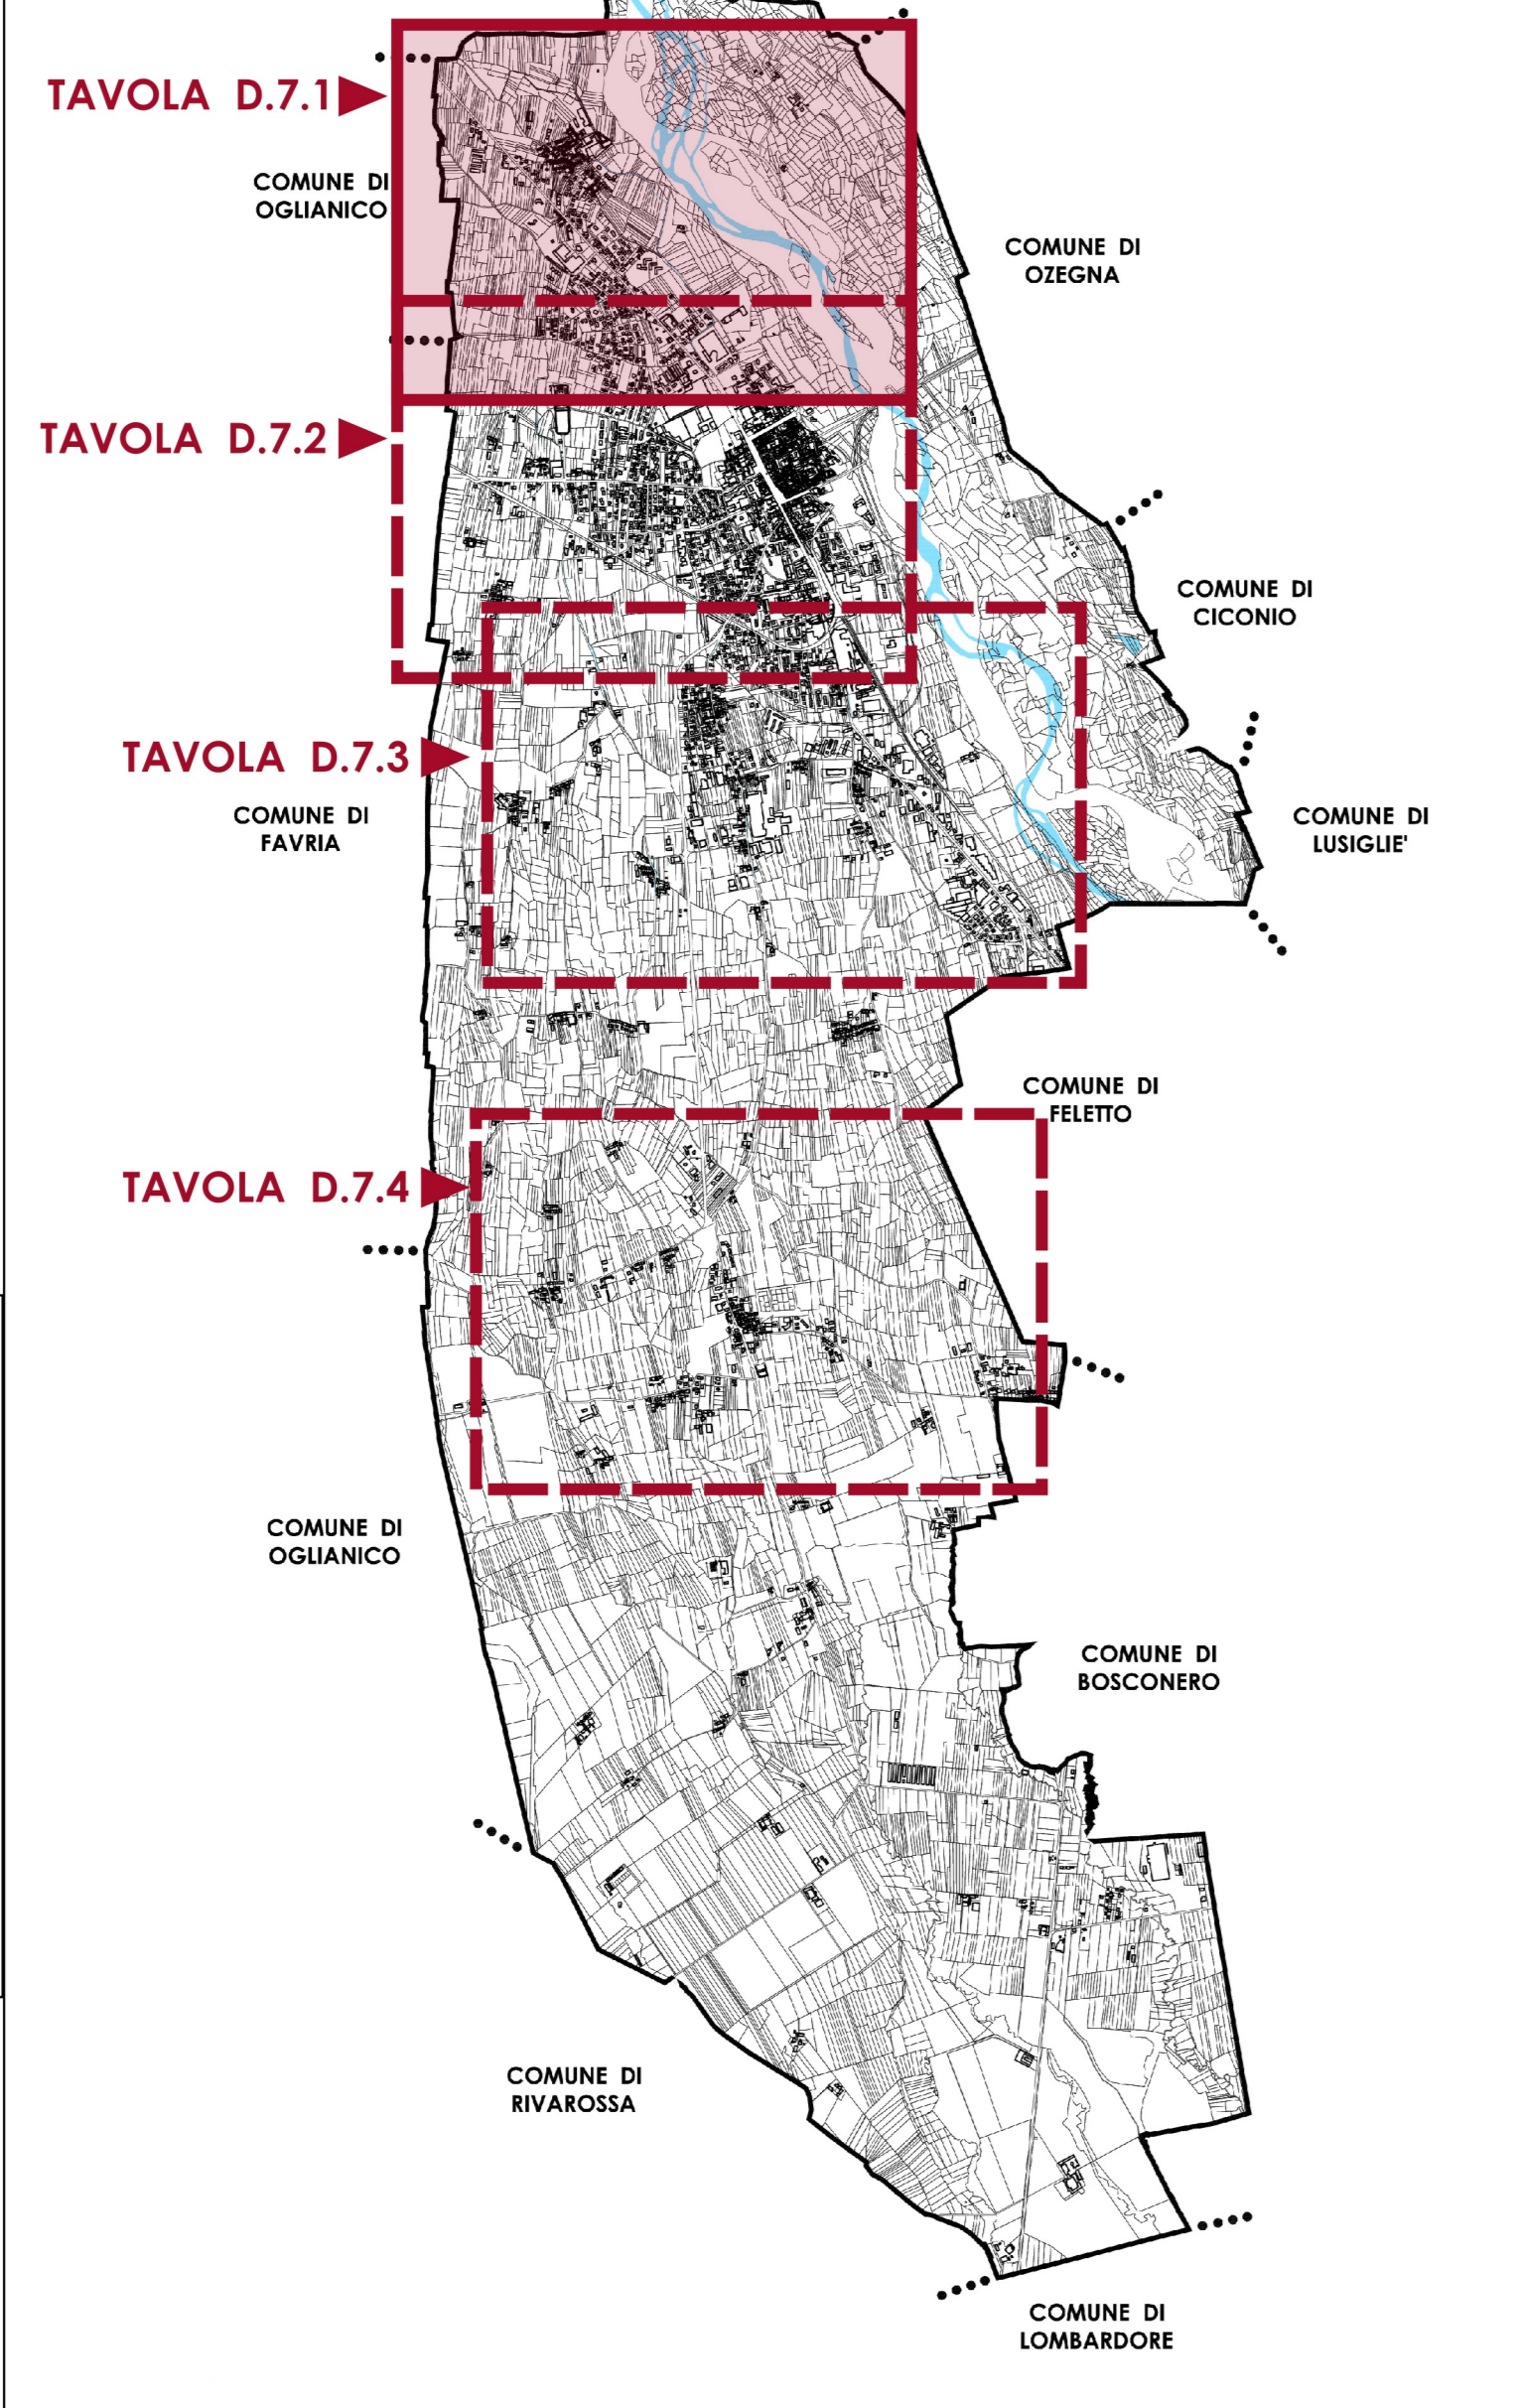 TAVOLA D.7.1
COMUNE DI
OGLIANICO
COMUNE DI
OZEGNA
TAVOLA D.7.2
COMUNE DI
CICONIO
TAVOLA D.7.3
COMUNE DI
FAVRIA
COMUNE DI
LUSIGLIE'
COMUNE DI
FELETTO
TAVOLA D.7.4
COMUNE DI
OGLIANICO
COMUNE DI
BOSCONERO
COMUNE DI
RIVAROSSA
COMUNE DI
LOMBARDORE